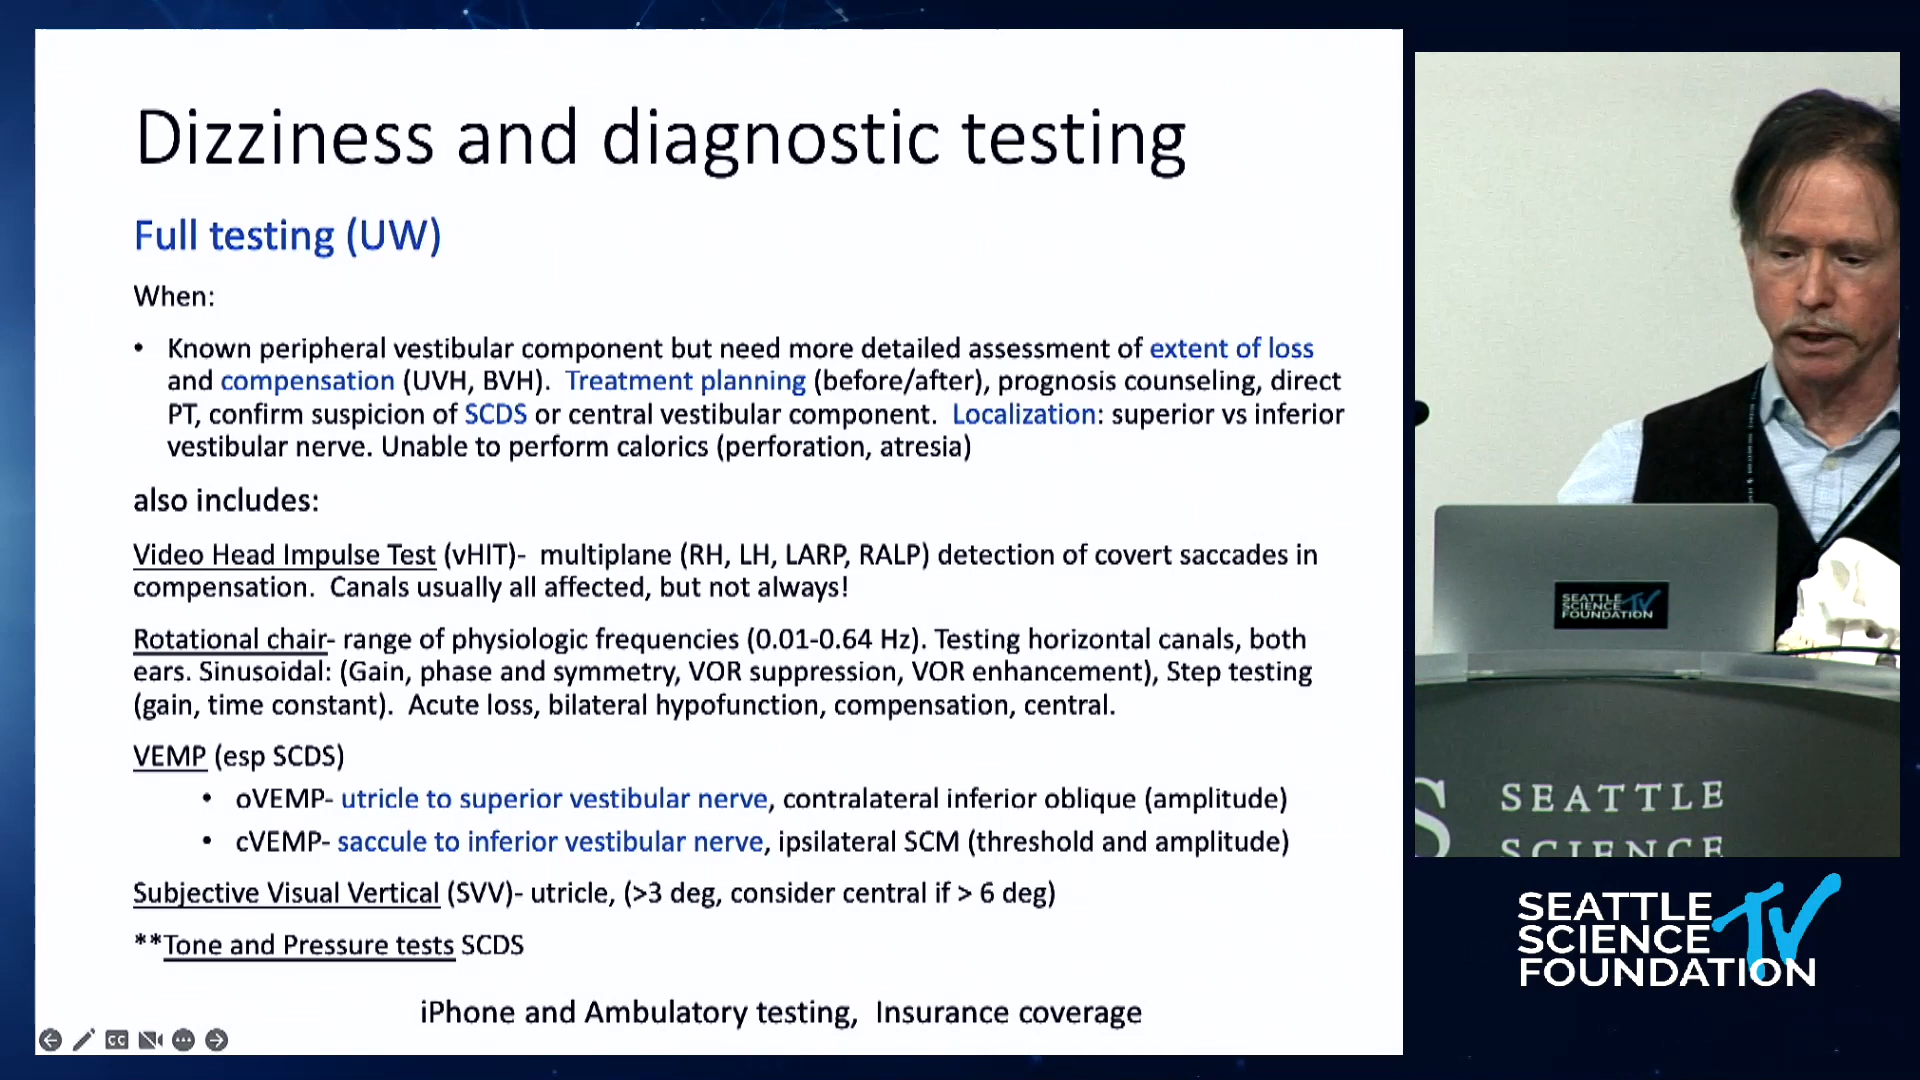 Dizziness and diagnostic testing
Full testing (UW)
When:
• Known peripheral vestibular component but need more detailed assessment of extent of loss
and compensation (UVH, BVH). Treatment planning (before/after), prognosis counseling, direct
PT, confirm suspicion of SCDS or central vestibular component. Localization: superior vs inferior
vestibular nerve. Unable to perform calorics (perforation, atresia)
also includes:
Video Head Impulse Test (vHIT)- multiplane (RH, LH, LARP, RALP) detection of covert saccades in
compensation. Canals usually all affected, but not always!
Rotational chair- range of physiologic frequencies (0.01-0.64 Hz). Testing horizontal canals, both
ears. Sinusoidal: (Gain, phase and symmetry, VOR suppression, VOR enhancement), Step testing
(gain, time constant). Acute loss, bilateral hypofunction, compensation, central.
VEMP (esp SCDS)
• oVEMP- utricle to superior vestibular nerve, contralateral inferior oblique (amplitude)
• cVEMP- saccule to inferior vestibular nerve, ipsilateral SCM (threshold and amplitude)
Subjective Visual Vertical (SVV)- utricle, (>3 deg, consider central if > 6 deg)
**Tone and Pressure tests SCDS
iPhone and Ambulatory testing, Insurance coverage
CC
SEATTLE
SCIENCE TV
FOUNDATION
S SEATTLE
SCIENCE
SEATTLE
SCIENCE TV
FOUNDATION